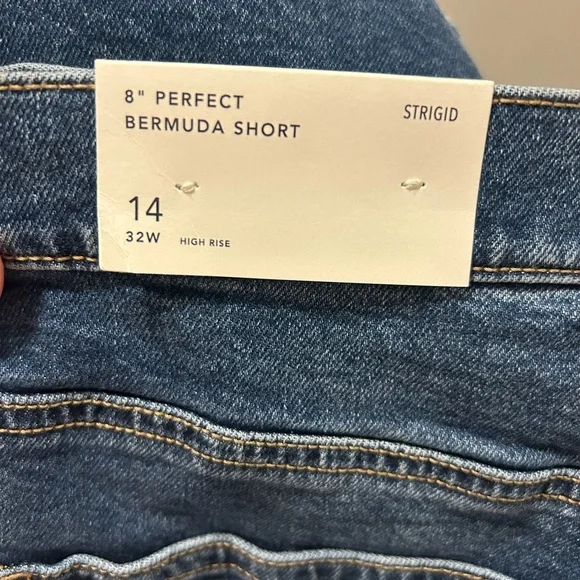 8" PERFECT
BERMUDA SHORT
STRIGID
14
32W
HIGH RISE